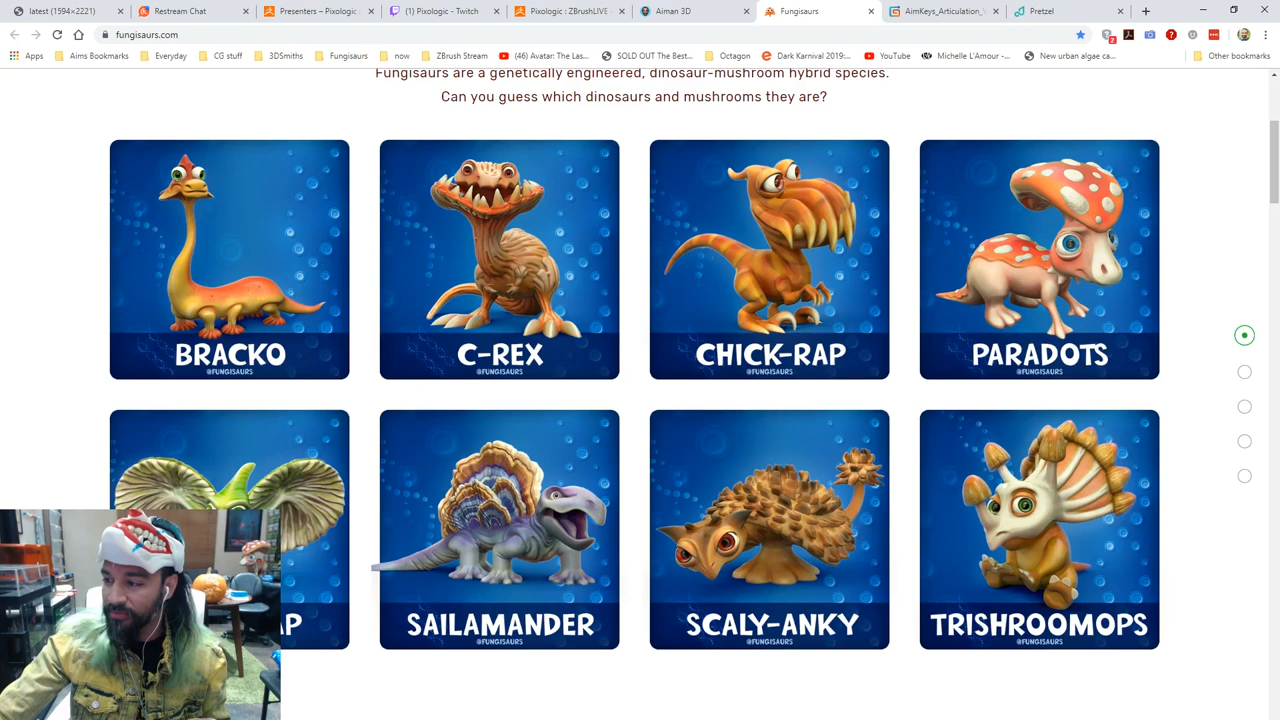 latest (1594×2221)
Restream Chat
Presenters – Pixologic
(1) Pixologic - Twitch
Pixologic : ZBrushLIVE
Aiman 3D
Fungisaurs
AimKeys_Articulation_
Pretzel
fungisaurs.com
2
Apps
Aims Bookmarks
Everyday
CG stuff
3DSmiths
Fungisaurs
now
ZBrush Stream
(46) Avatar: The Las...
SOLD OUT The Best...
Octagon
Dark Karnival 2019:...
YouTube
Michelle L'Amour -...
New urban algae ca...
Other bookmarks
Fungisaurs are a genetically engineered, dinosaur-mushroom hybrid species.
Can you guess which dinosaurs and mushrooms they are?
BRACKO
@FUNGISAURS
C-REX
@FUNGISAURS
CHICK-RAP
@FUNGISAURS
PARADOTS
@FUNGISAURS
AP
SAILAMANDER
@FUNGISAURS
SCALY-ANKY
@FUNGISAURS
TRISHROOMOPS
@FUNGISAURS